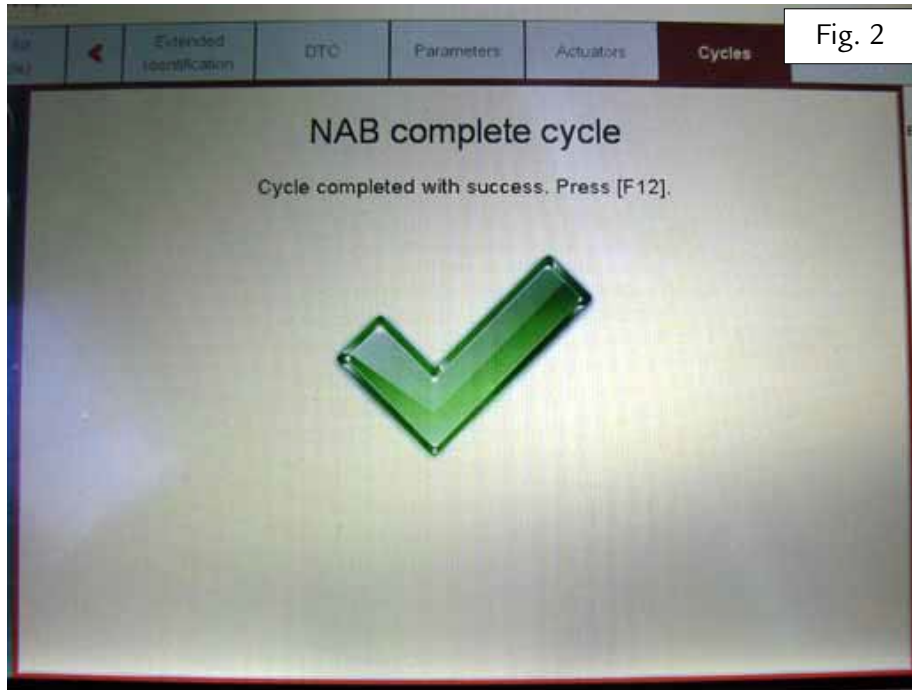 Fig. 2
Extended
Identification
DTC
Parameters
Actuators
Cycles
NAB complete cycle
Cycle completed with success. Press [F12].